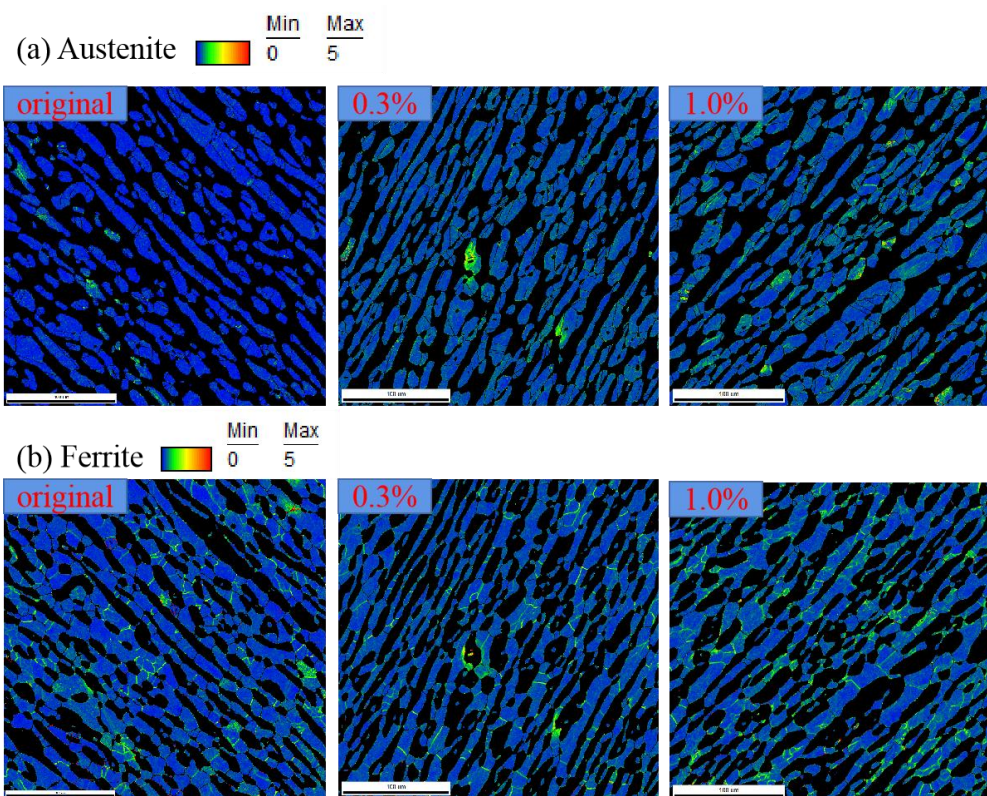 Min Max
(a) Austenite 0 5
original 0.3% 1.0%
100 um 100 um
Min Max
(b) Ferrite 0 5
original 0.3% 1.0%
100 um 100 um